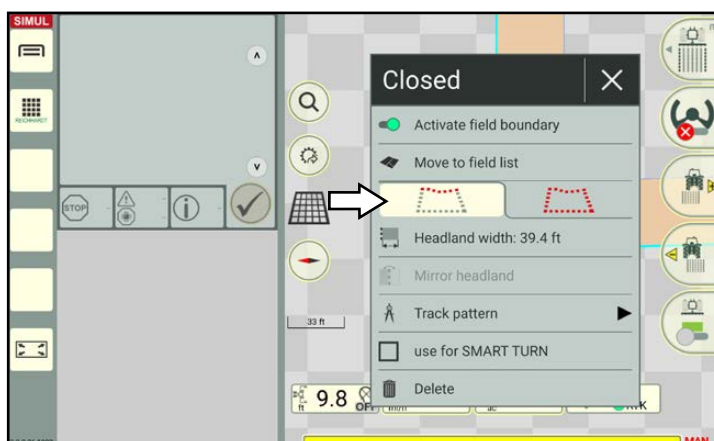 SIMUL
REICHHARDT
STOP
Closed
Activate field boundary
Move to field list
Headland width: 39.4 ft
Mirror headland
Track pattern
use for SMART TURN
Delete
33 ft
ft
9.8
OFF
MAN